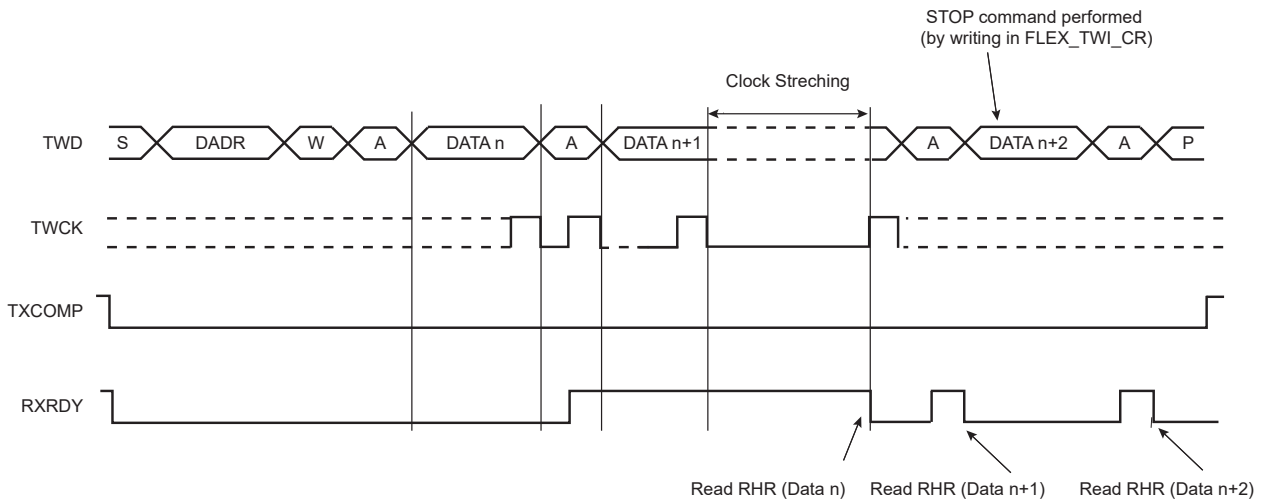 STOP command performed
(by writing in FLEX_TWI_CR)
Clock Streching
TWD S DADR W A DATA n A DATA n+1 A DATA n+2 A P
TWCK
TXCOMP
RXRDY
Read RHR (Data n) Read RHR (Data n+1) Read RHR (Data n+2)